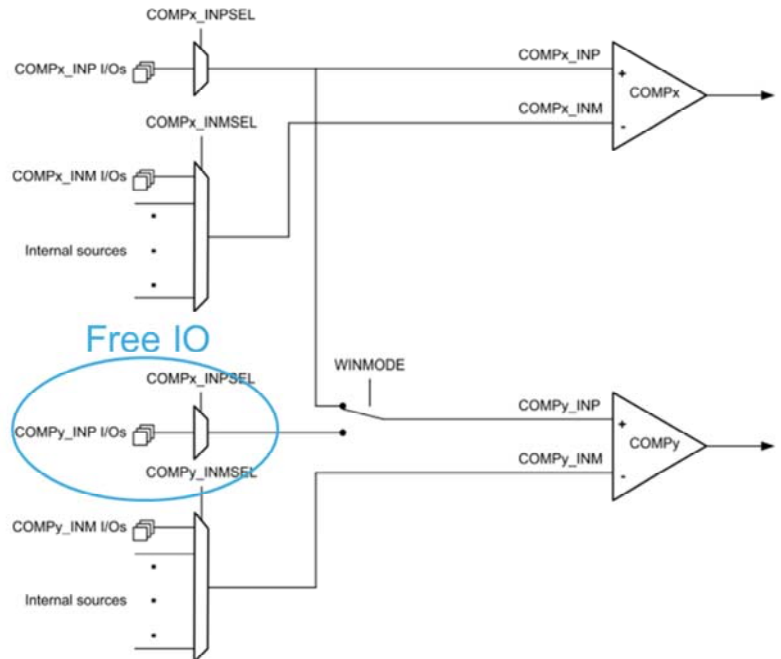 COMPx_INPSEL
COMPx_INP I/Os
COMPx_INP
+
COMPx
COMPx_INMSEL
COMPx_INM
-
COMPx_INM I/Os
Internal sources
Free IO
WINMODE
COMPx_INPSEL
COMPy_INP
COMPy_INP I/Os
+
COMPy
COMPy_INM
COMPy_INMSEL
-
COMPy_INM I/Os
Internal sources